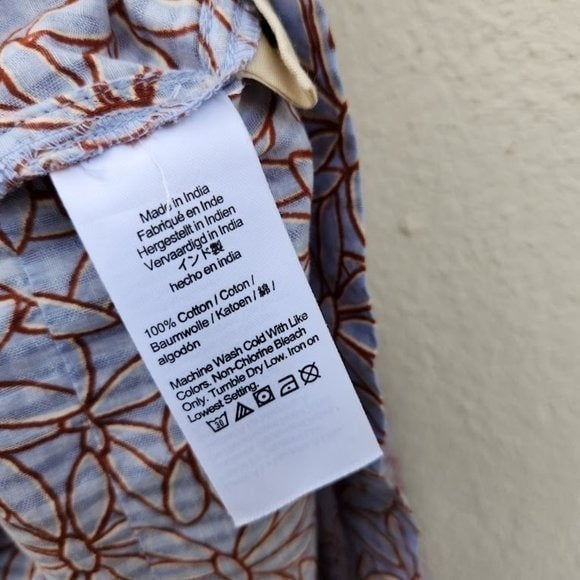 Made in India
Fabriqué en Inde
Hergestellt in Indien
Vervaardigd in India
インド製
hecho en india
100% Cotton / Coton /
Baumwolle / Katoen / 綿 /
algodón
Machine Wash Cold With Like
Colors. Non-Chlorine Bleach
Only. Tumble Dry Low. Iron on
Lowest Setting.
30